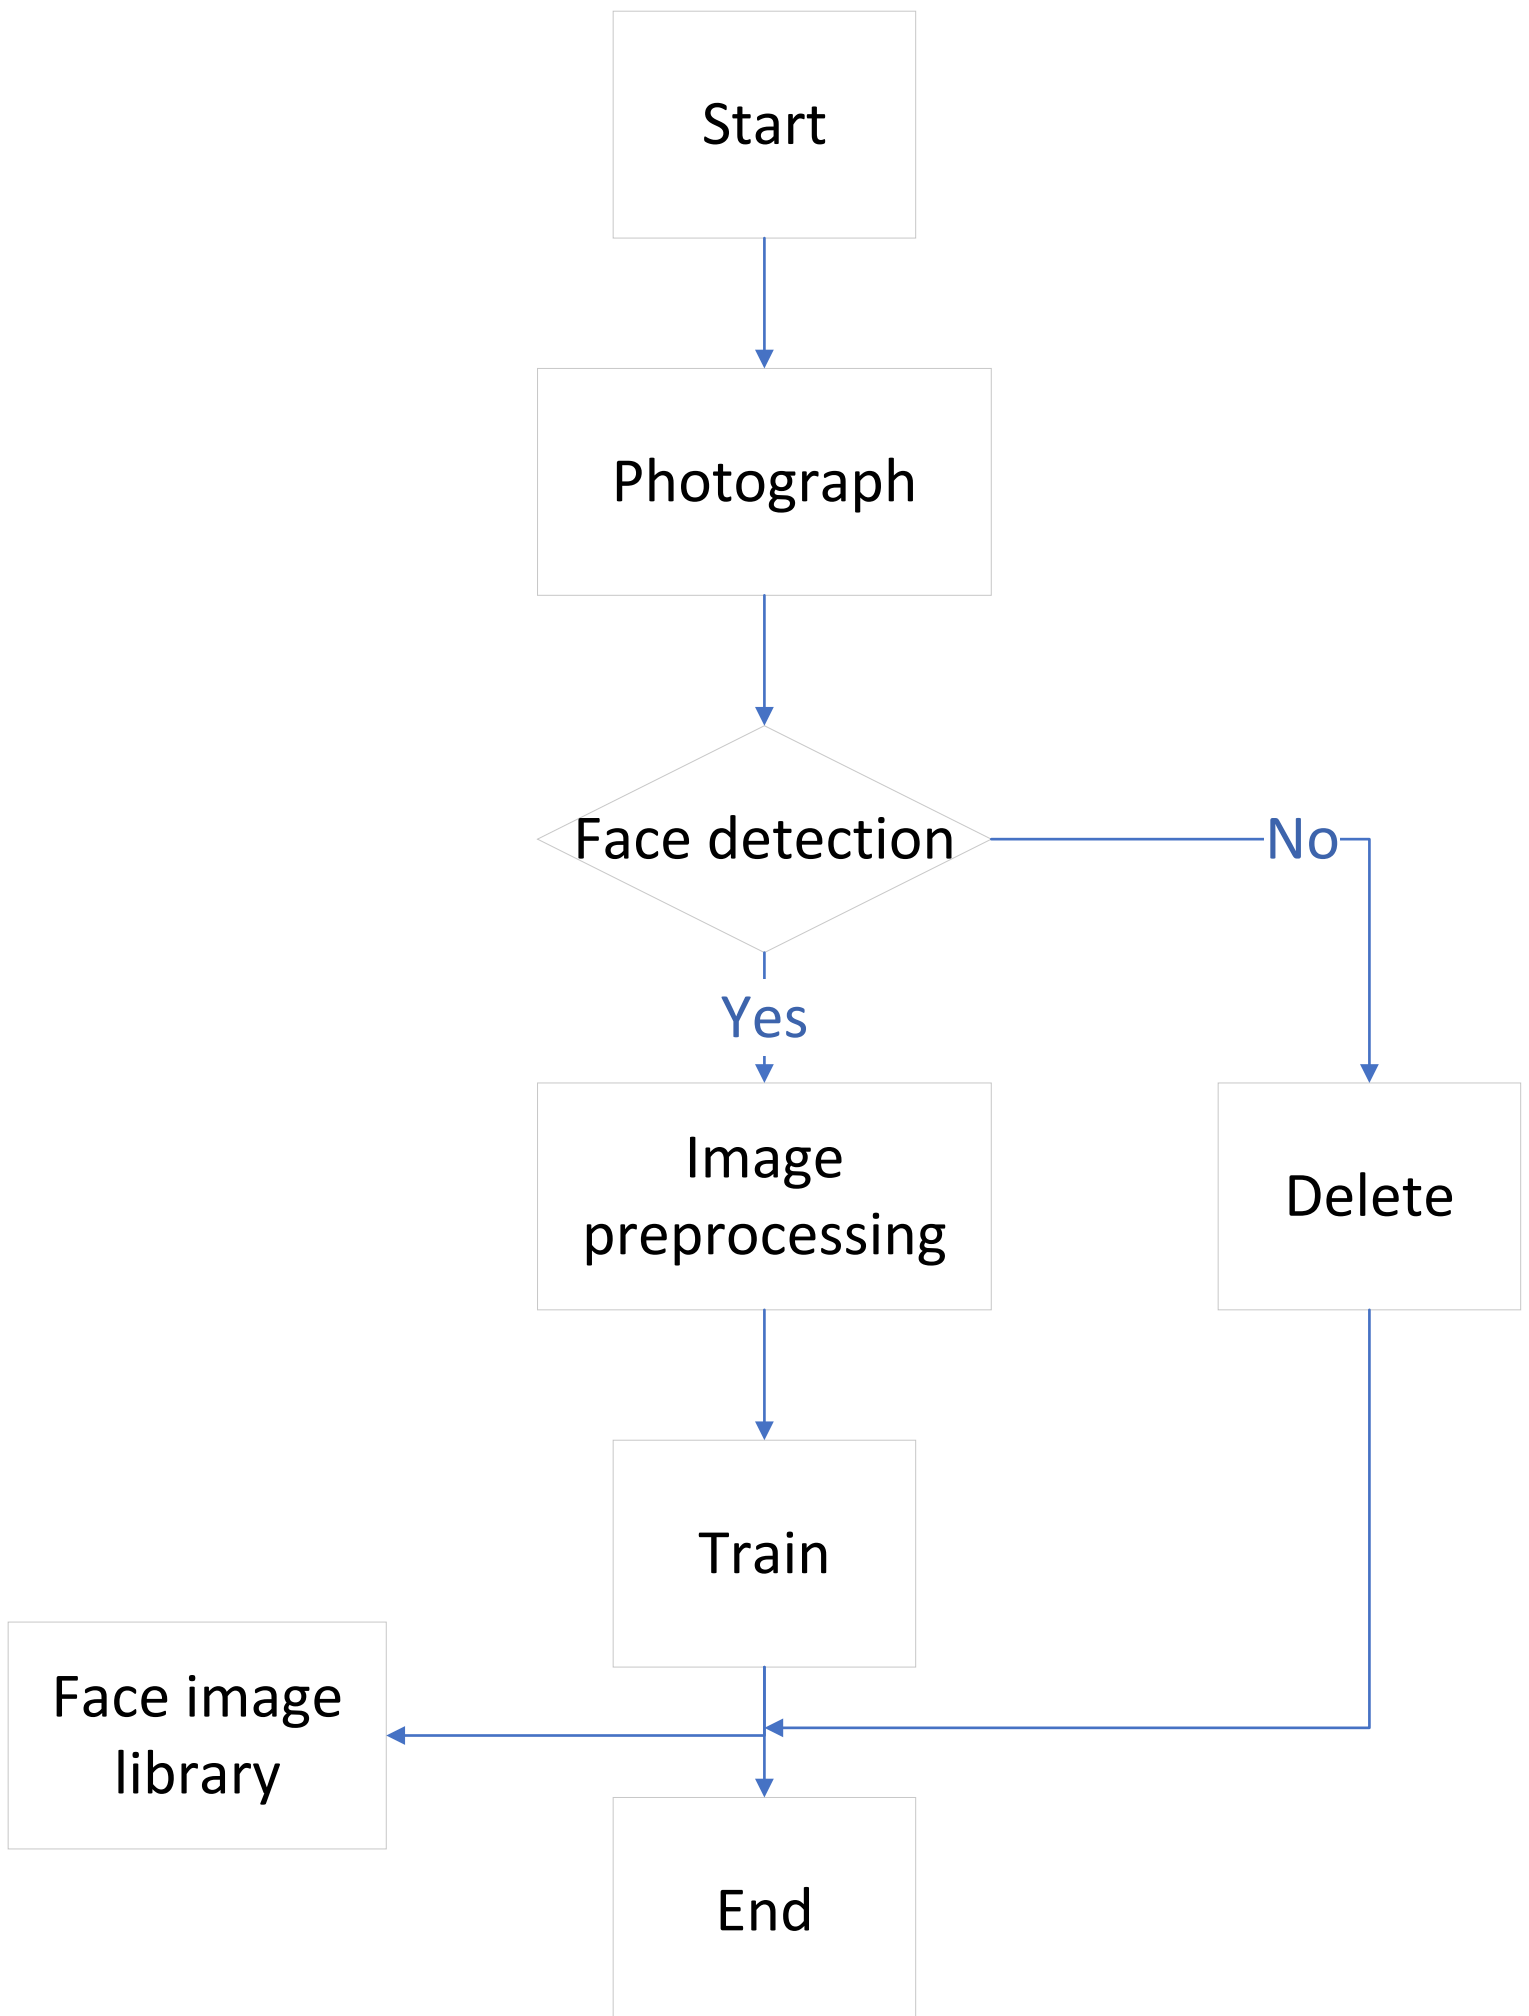 Start
Photograph
Face detection
No
Yes
Image
preprocessing
Delete
Train
Face image
library
End